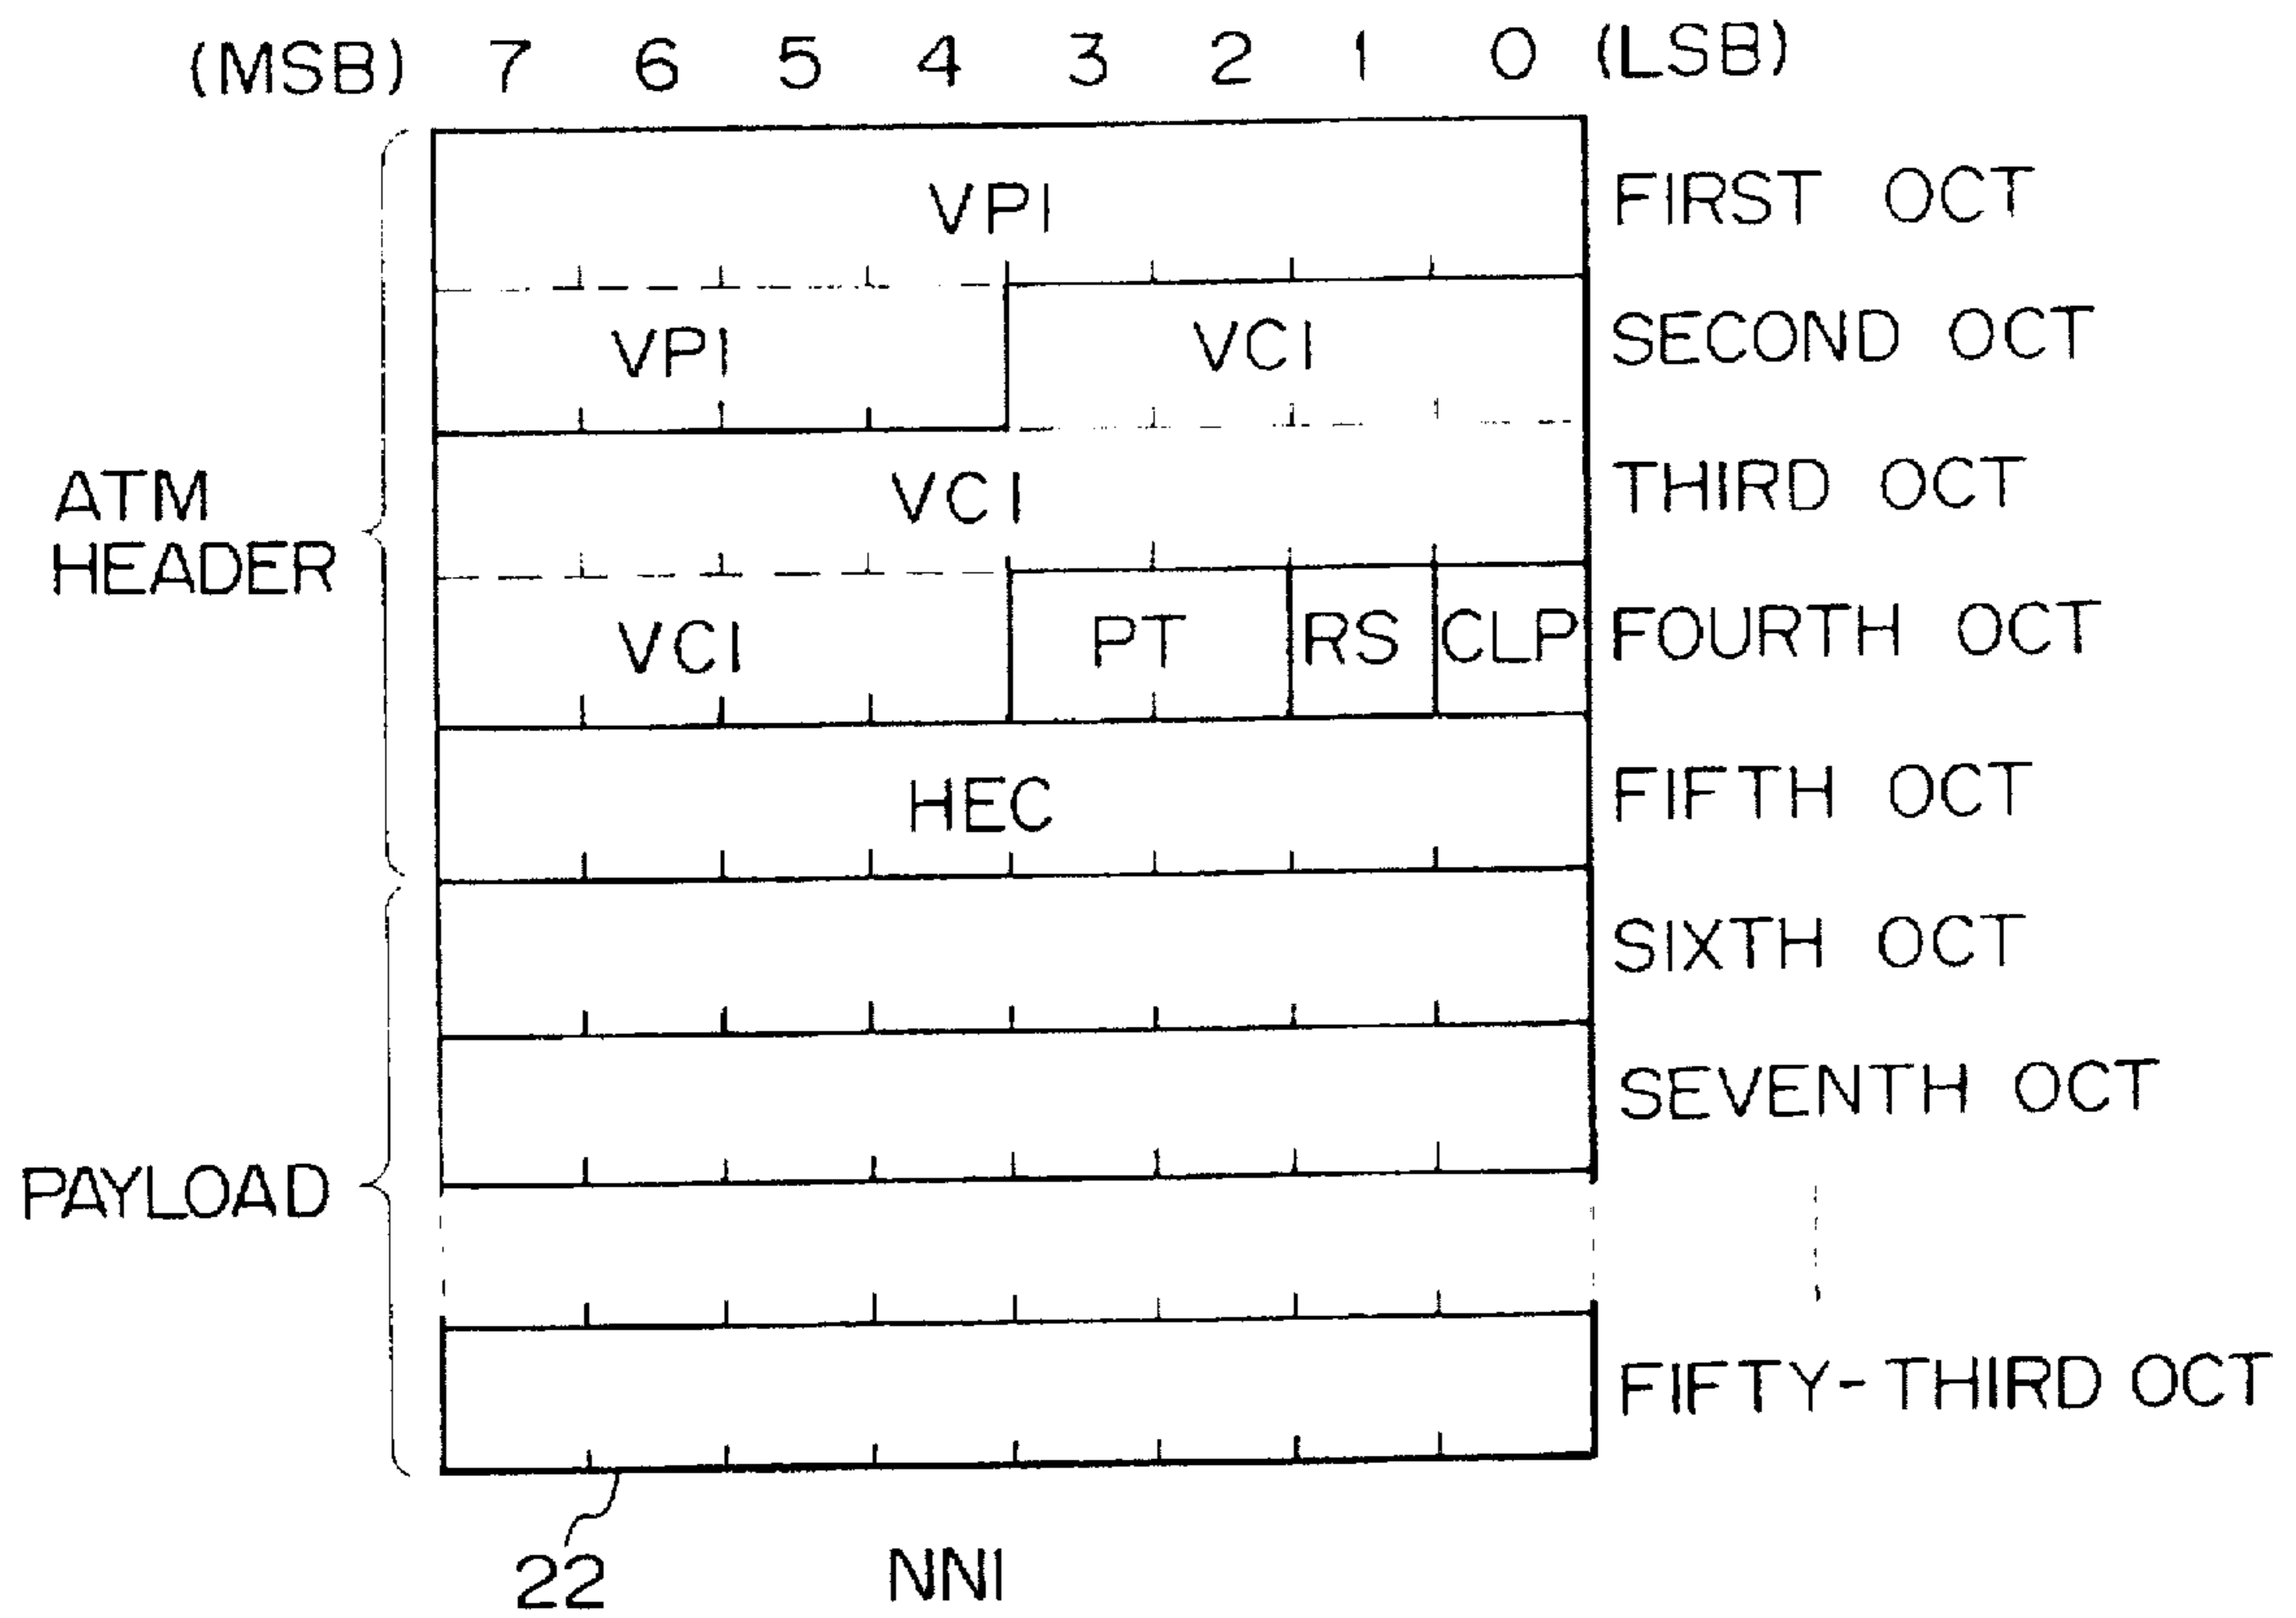 (MSB) 7 6 5 4 3 2 1 0 (LSB)
VPI FIRST OCT
VPI VCI SECOND OCT
VCI THIRD OCT
ATM
HEADER
VCI PT RS CLP FOURTH OCT
HEC FIFTH OCT
SIXTH OCT
SEVENTH OCT
PAYLOAD
FIFTY-THIRD OCT
22 NNI